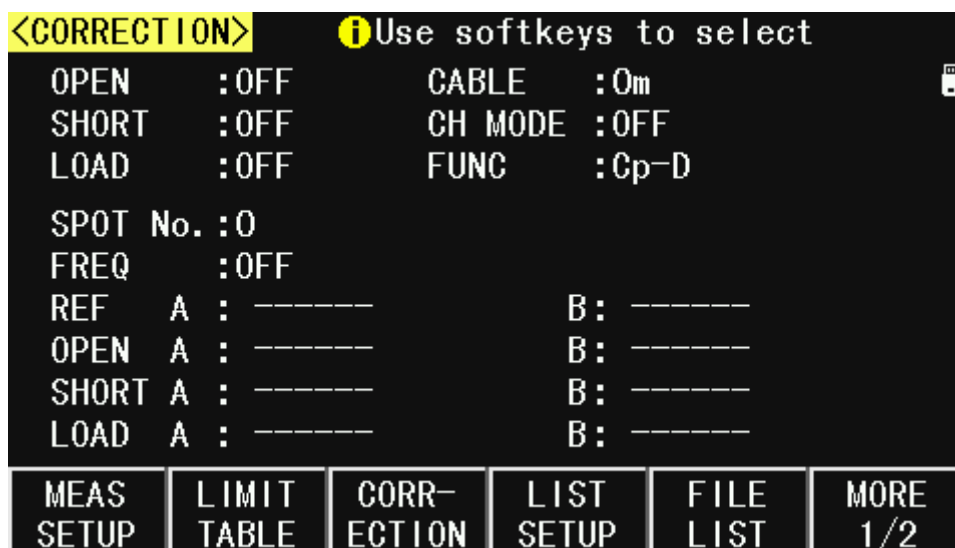 <CORRECTION> iUse softkeys to select
OPEN :OFF CABLE :0m
SHORT :OFF CH MODE :OFF
LOAD :OFF FUNC :Cp-D
SPOT No.:0
FREQ :OFF
REF A : ------ B: ------
OPEN A : ------ B: ------
SHORT A : ------ B: ------
LOAD A : ------ B: ------
MEAS SETUP
LIMIT TABLE
CORR-ECTION
LIST SETUP
FILE LIST
MORE 1/2